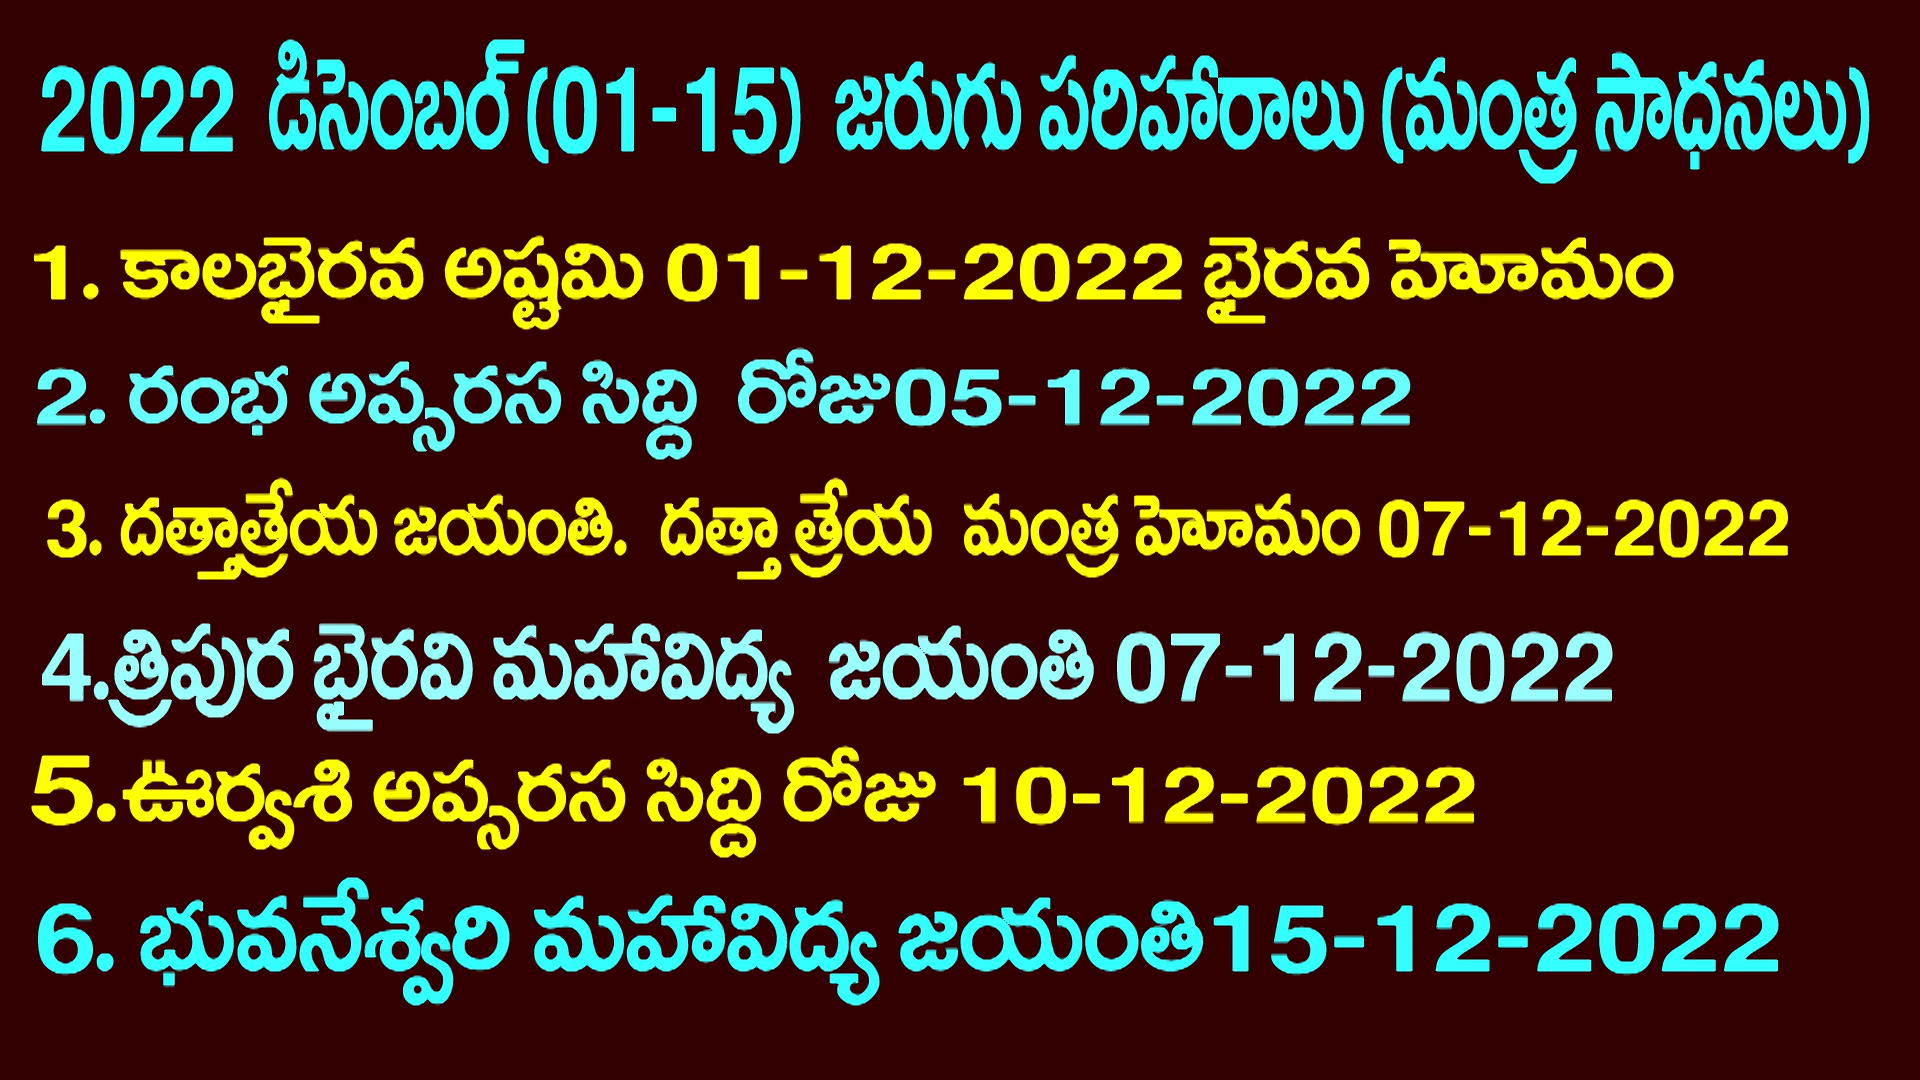 2022 డిసెంబర్ (01-15) జరుగు పరిహారాలు (మంత్ర సాధనలు)
1. కాలభైరవ అష్టమి 01-12-2022 భైరవ హెూమం
2. రంభ అప్సరస సిద్ది రోజు05-12-2022
3. దత్తాత్రేయ జయంతి. దత్తా త్రేయ మంత్ర హెూమం 07-12-2022
4.త్రిపుర భైరవి మహావిద్య జయంతి 07-12-2022
5.ఊర్వశి అప్సరస సిద్ది రోజు 10-12-2022
6. భువనేశ్వరి మహావిద్య జయంతి15-12-2022